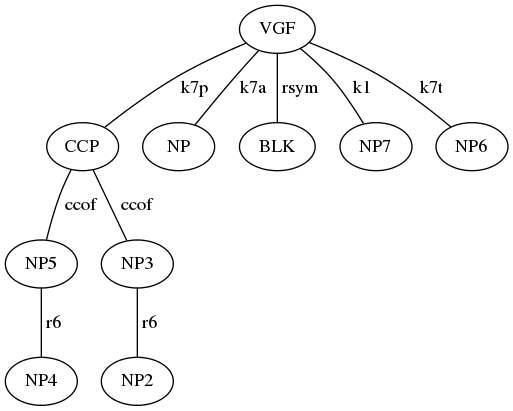 VGF
k7p k7a rsym k1 k7t
CCP NP BLK NP7 NP6
ccof ccof
NP5 NP3
r6 r6
NP4 NP2